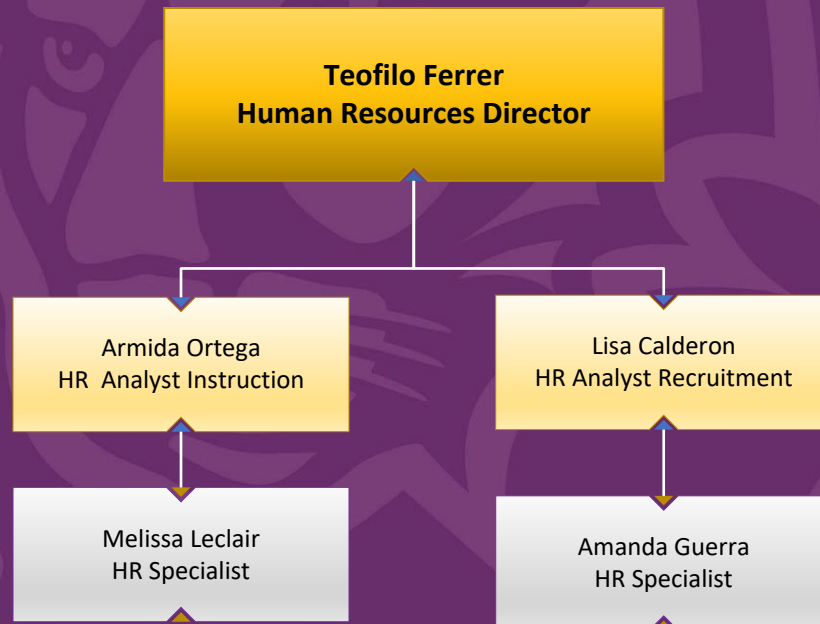 Teofilo Ferrer
Human Resources Director
Armida Ortega
HR  Analyst Instruction
Lisa Calderon
HR Analyst Recruitment
Melissa Leclair
HR Specialist
Amanda Guerra
HR Specialist